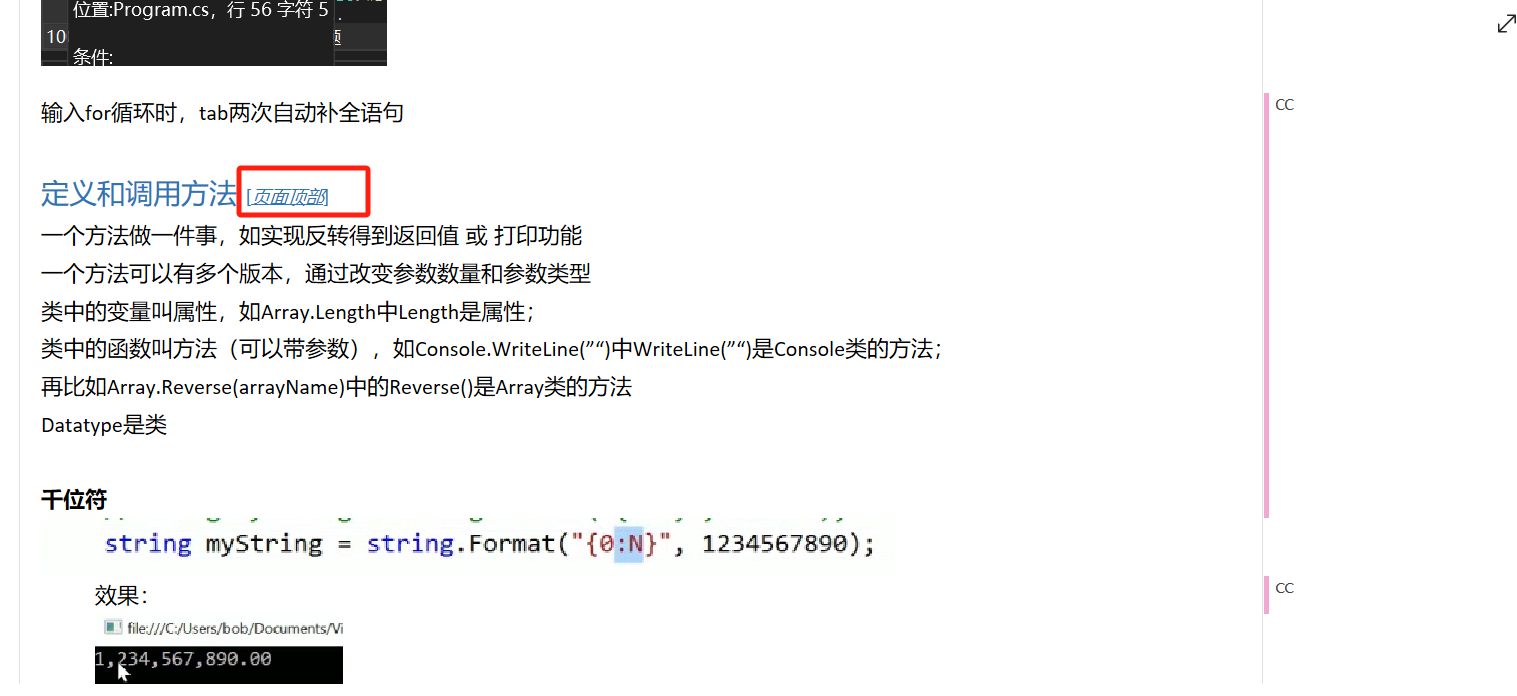 位置:Program.cs，行 56 字符 5
10
题
条件:
输入for循环时，tab两次自动补全语句
CC
定义和调用方法 [页面顶部]
一个方法做一件事，如实现反转得到返回值 或 打印功能
一个方法可以有多个版本，通过改变参数数量和参数类型
类中的变量叫属性，如Array.Length中Length是属性；
类中的函数叫方法（可以带参数），如Console.WriteLine(”“)中WriteLine(”“)是Console类的方法；
再比如Array.Reverse(arrayName)中的Reverse()是Array类的方法
Datatype是类
千位符
string myString = string.Format("{0:N}", 1234567890);
效果：
CC
file:///C:/Users/bob/Documents/Vi
1,234,567,890.00